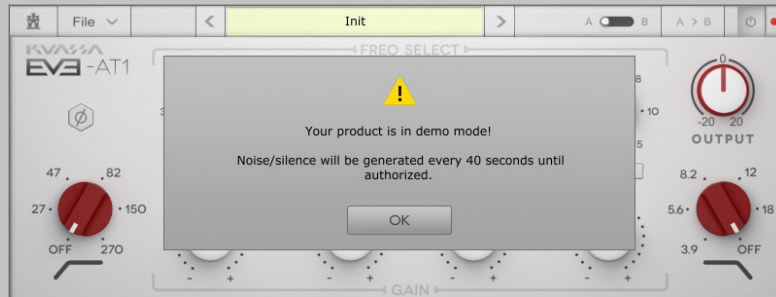 File
Init
A B
A > B
KUASSA
FREQ SELECT
EVE-AT1
Your product is in demo mode!
Noise/silence will be generated every 40 seconds until
authorized.
OK
47 .82
27 150
OFF 270
8
10
5
0
-20 20
OUTPUT
8.2 12
5.6 18
3.9 OFF
- + - + - + - +
GAIN